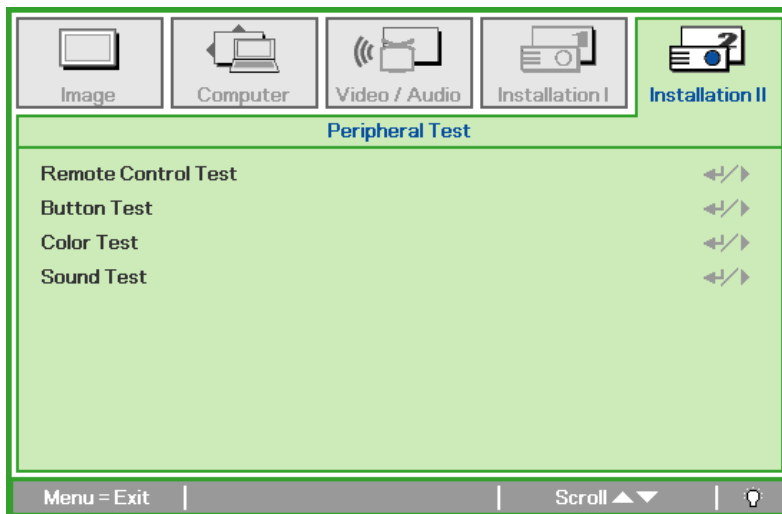 Image
Computer
Video / Audio
Installation I
Installation II
Peripheral Test
Remote Control Test
Button Test
Color Test
Sound Test
Menu = Exit
Scroll ▲▼